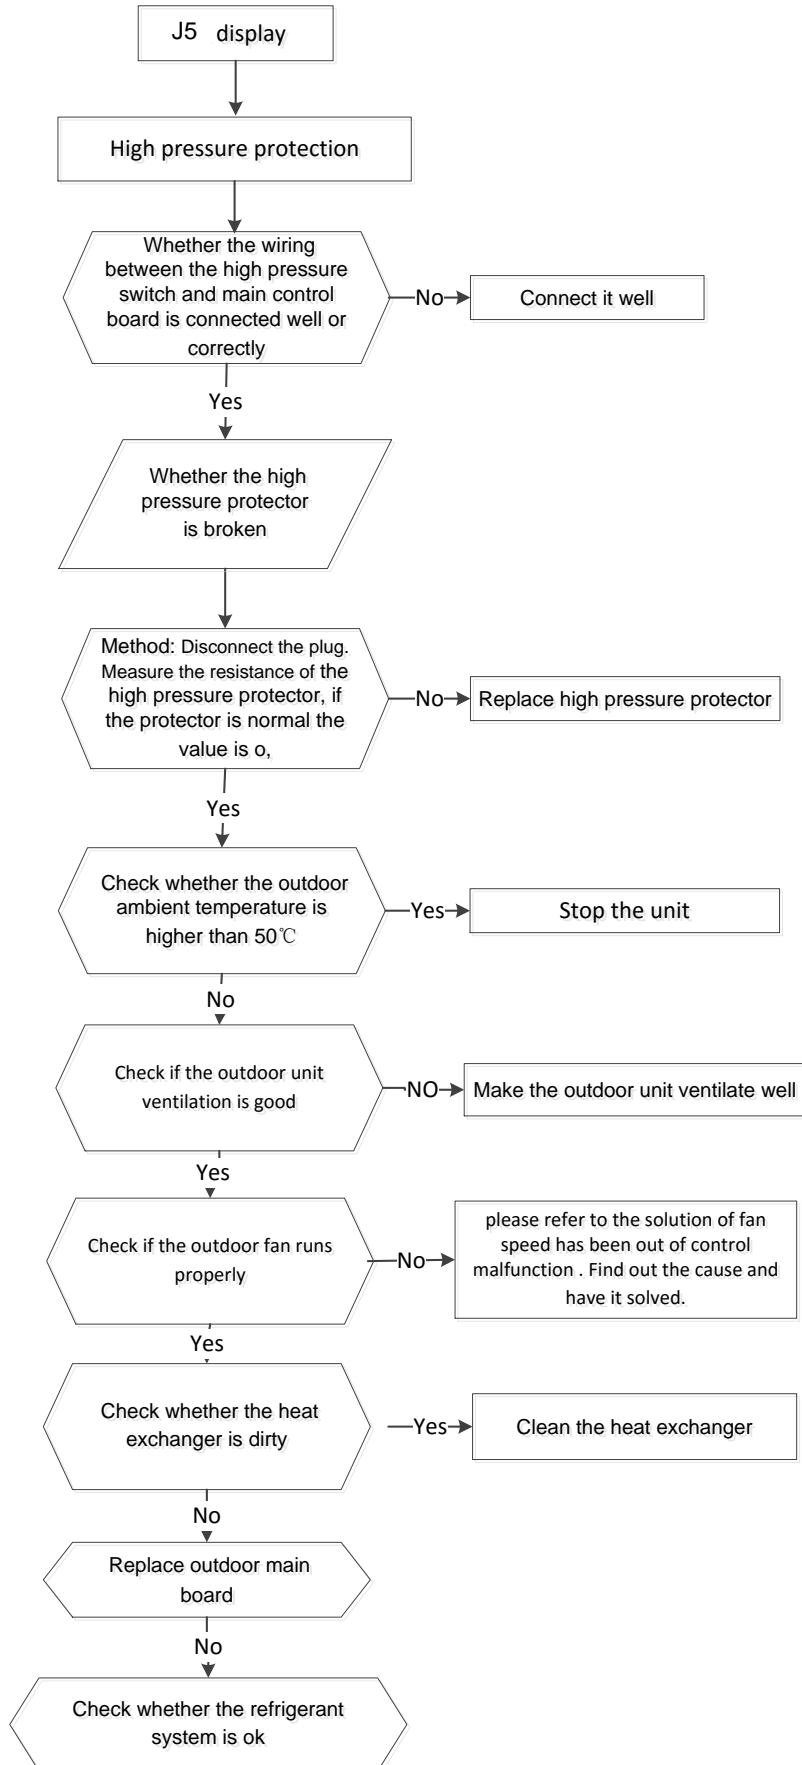 J5 display
High pressure protection
Whether the wiring
between the high pressure
switch and main control
board is connected well or
correctly
No
Connect it well
Yes
Whether the high
pressure protector
is broken
Method: Disconnect the plug.
Measure the resistance of the
high pressure protector, if
the protector is normal the
value is o,
No
Replace high pressure protector
Yes
Check whether the outdoor
ambient temperature is
higher than 50℃
Yes
Stop the unit
No
Check if the outdoor unit
ventilation is good
NO
Make the outdoor unit ventilate well
Yes
Check if the outdoor fan runs
properly
No
please refer to the solution of fan
speed has been out of control
malfunction . Find out the cause and
have it solved.
Yes
Check whether the heat
exchanger is dirty
Yes
Clean the heat exchanger
No
Replace outdoor main
board
No
Check whether the refrigerant
system is ok